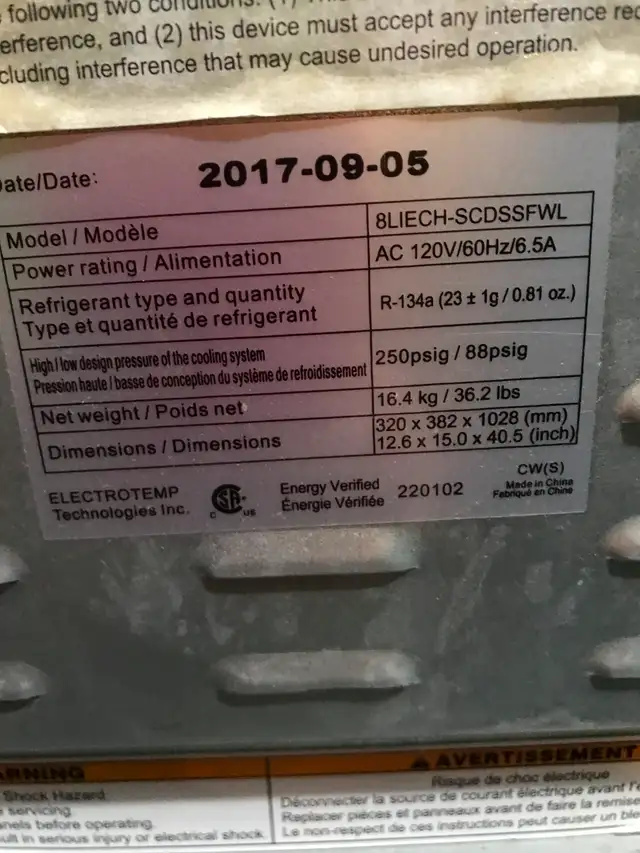 following two conditions: (1)
and (2) this device must accept any interference
interference that may cause undesired operation.
Date/Date: 2017-09-05
Model / Modèle 8LIECH-SCDSSFWL
Power rating / Alimentation AC 120V/60Hz/6.5A
Refrigerant type and quantity
Type et quantité de refrigerant R-134a (23 ± 1g / 0.81 oz.)
High / low design pressure of the cooling system
Pression haute / basse de conception du système de refroidissement 250psig / 88psig
Net weight / Poids net 16.4 kg / 36.2 lbs
Dimensions / Dimensions 320 x 382 x 1028 (mm)
12.6 x 15.0 x 40.5 (inch)
ELECTROTEMP
Technologies Inc.
C SA US
Energy Verified
Énergie Vérifiée
220102
CW(S)
Made in China
Fabriqué en Chine
Shock Hazard
servicing.
before operating.
in serious injury or electrical shock
AVERTISSEMENT
Risque de choc électrique
Déconnecter la source de courant électrique avant
Replacer pièces et panneaux avant de faire la remise
Le non-respect de ces instructions peut causer un